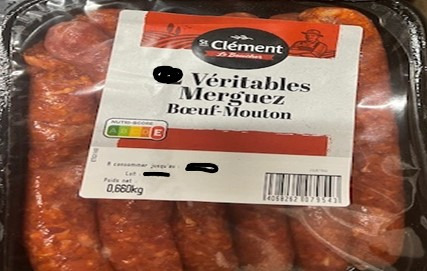 St Clément
Le Boucher
Véritables
Merguez
Bœuf-Mouton
NUTRI-SCORE
A B C D E
À consommer jusqu'au :
Lot :
Poids net
0,660kg